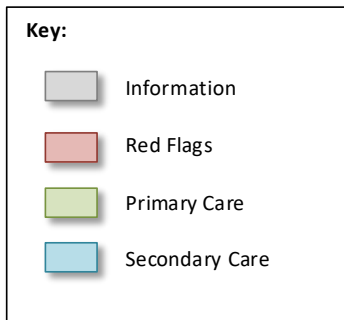 Key:
Information
Red Flags
Primary Care
Secondary Care